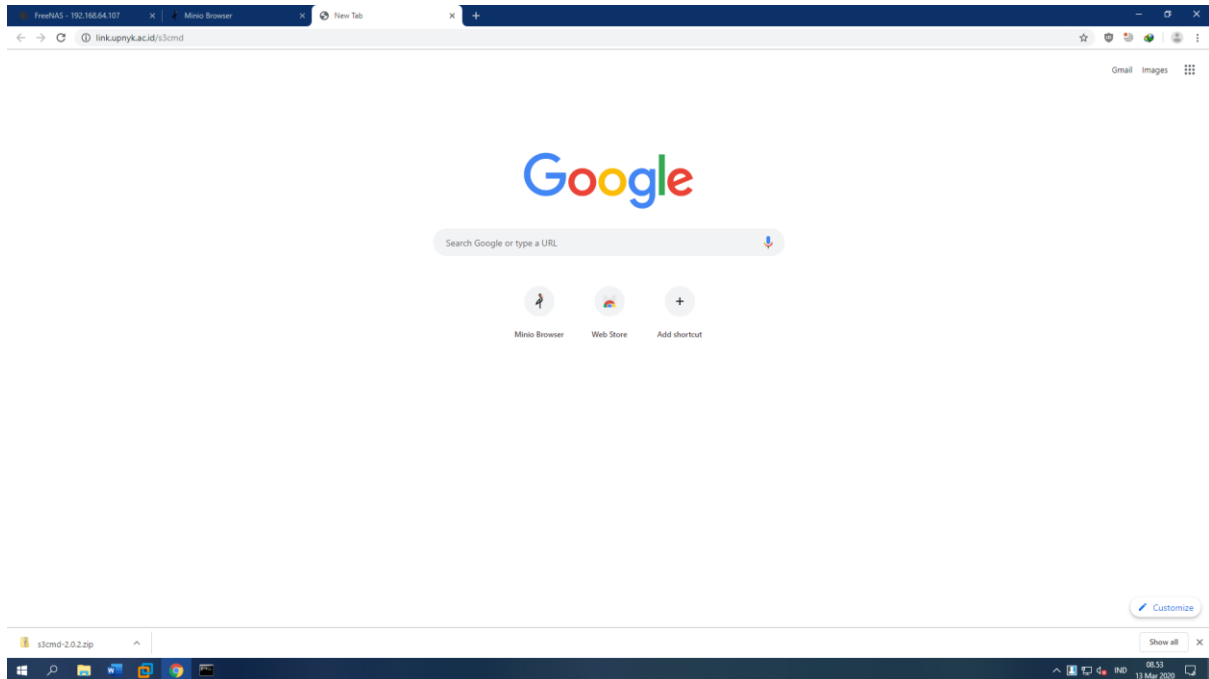 FreeNAS - 192.168.64.107
Minio Browser
New Tab
link.upnyk.ac.id/s3cmd
Gmail Images
Google
Search Google or type a URL
Minio Browser Web Store Add shortcut
Customize
s3cmd-2.0.2.zip
Show all
IND
08.53
13 Mar 2020